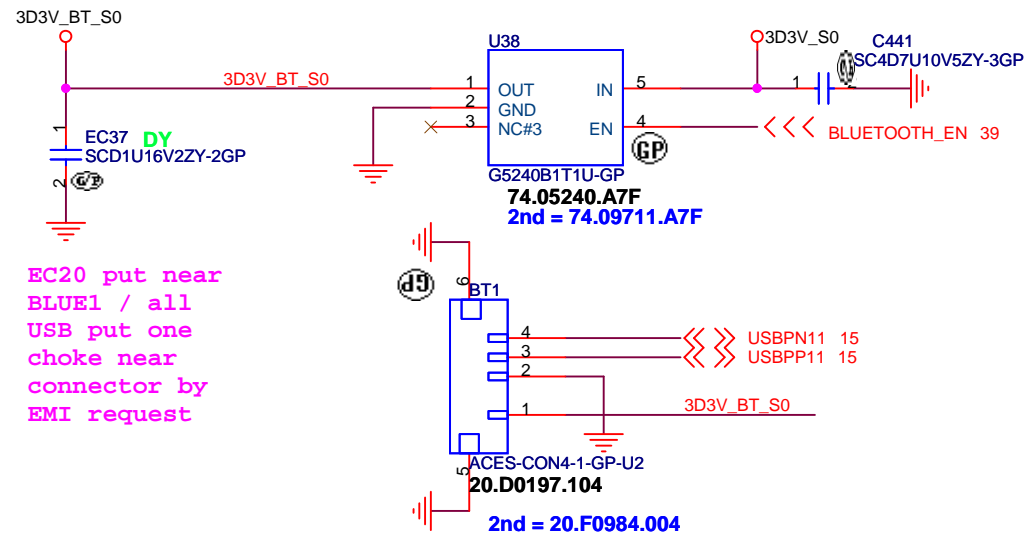 3D3V_BT_S0
3D3V_BT_S0
1
2
EC37
DY
SCD1U16V2ZY-2GP
U38
1
OUT
2
GND
3
NC#3
IN
5
EN
4
G5240B1T1U-GP
74.05240.A7F
2nd = 74.09711.A7F
GP
3D3V_S0
C441
SC4D7U10V5ZY-3GP
1
BLUETOOTH_EN 39
EC20 put near
BLUE1 / all
USB put one
choke near
connector by
EMI request
GP
6
BT1
4
USBPN11 15
3
USBPP11 15
2
1
3D3V_BT_S0
5
ACES-CON4-1-GP-U2
20.D0197.104
2nd = 20.F0984.004